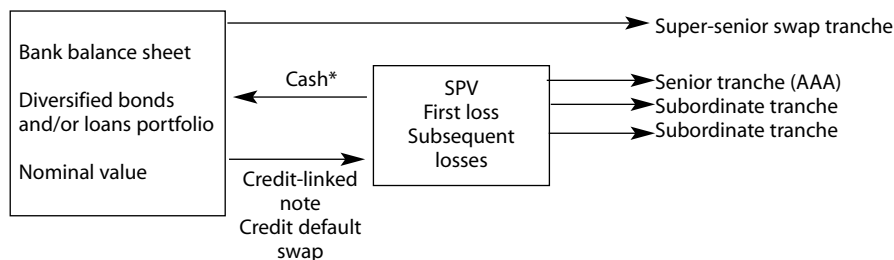 Bank balance sheet
Diversified bonds
and/or loans portfolio
Nominal value
Cash*
Credit-linked
note
Credit default
swap
SPV
First loss
Subsequent
losses
Super-senior swap tranche
Senior tranche (AAA)
Subordinate tranche
Subordinate tranche